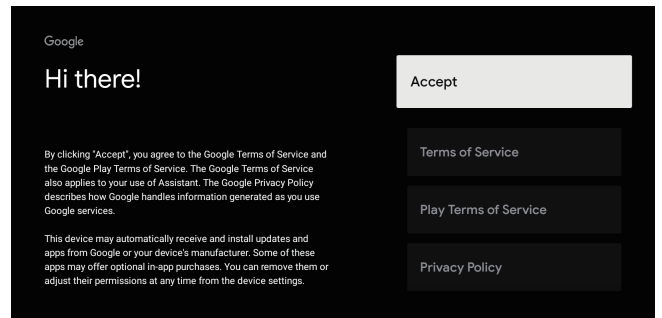 Google
Hi there!
By clicking "Accept", you agree to the Google Terms of Service and
the Google Play Terms of Service. The Google Terms of Service
also applies to your use of Assistant. The Google Privacy Policy
describes how Google handles information generated as you use
Google services.
This device may automatically receive and install updates and
apps from Google or your device's manufacturer. Some of these
apps may offer optional in-app purchases. You can remove them or
adjust their permissions at any time from the device settings.
Accept
Terms of Service
Play Terms of Service
Privacy Policy